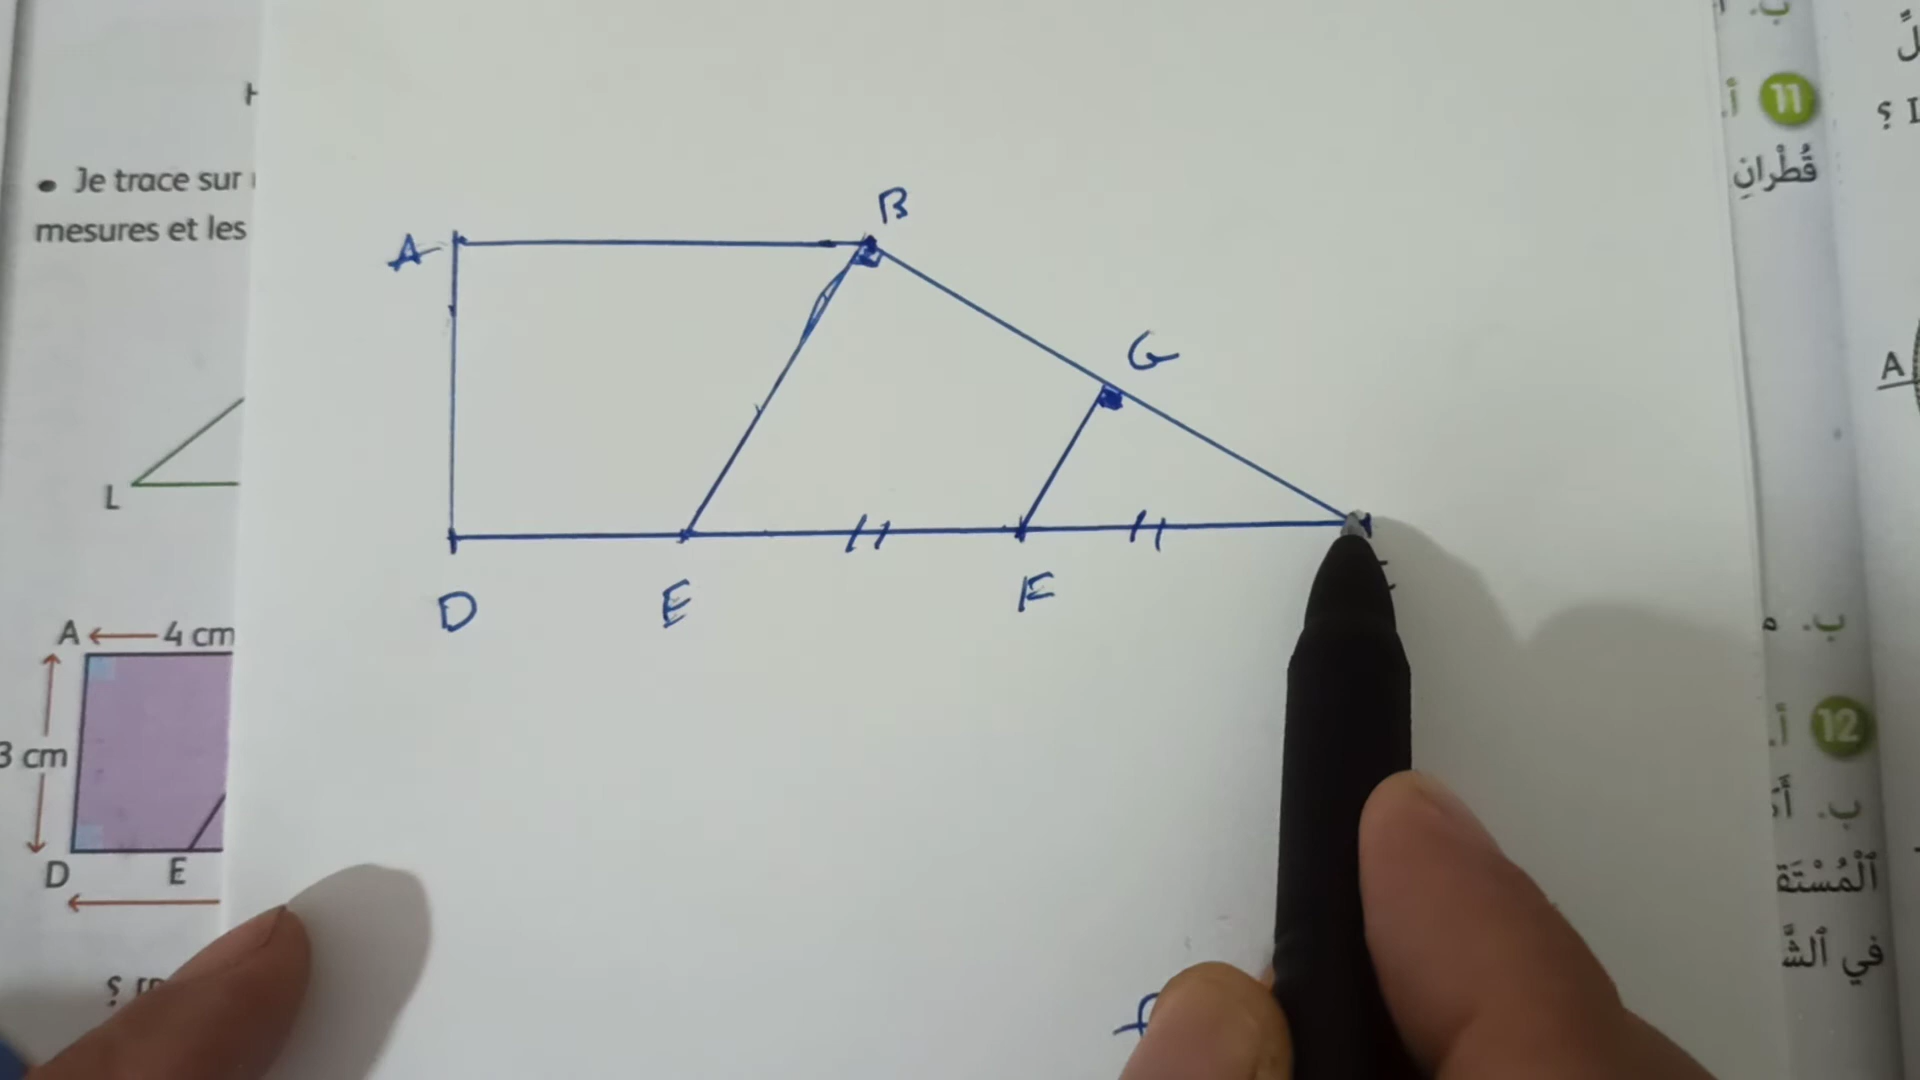 ب.
H
11
أ.
؟ I
• Je trace sur
قُطْرانِ
mesures et les
B
A
G
A
L
D
E
F
ب.
A
4 cm
12
أ.
3 cm
ب.
D
E
ٱلْمُسْتَق
في ٱلشَّ
؟